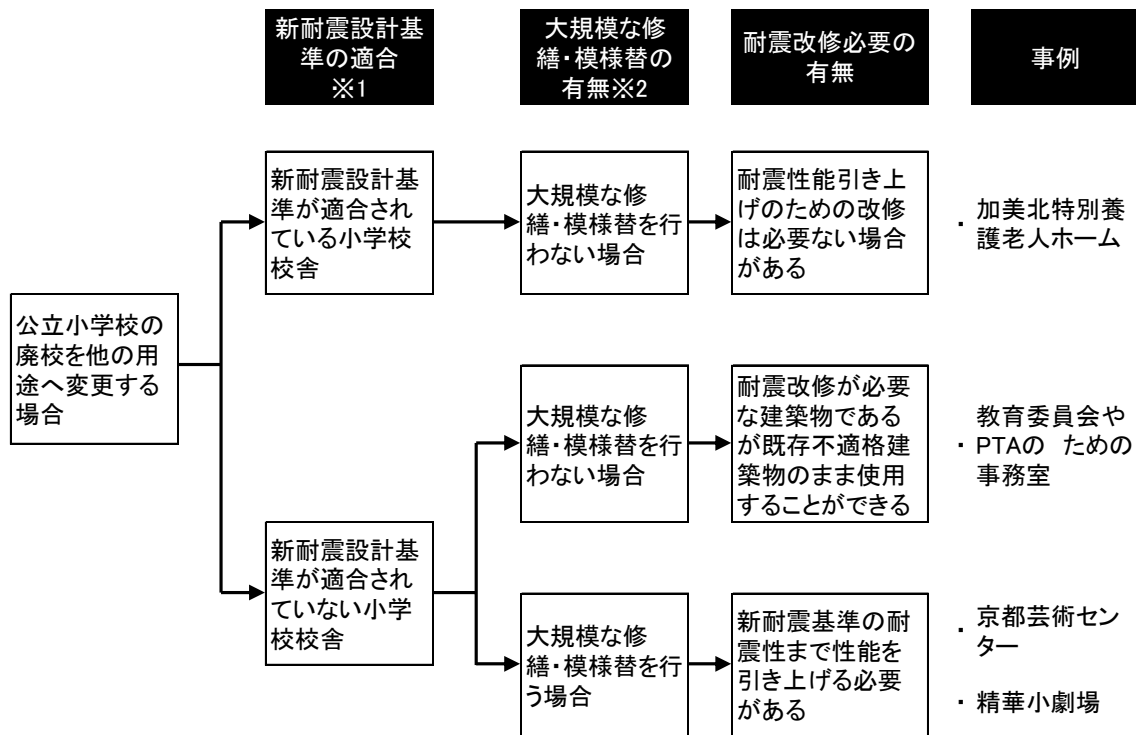 新耐震設計基
準の適合
※1
大規模な修
繕・模様替の
有無※2
耐震改修必要の
有無
事例
新耐震設計基
準が適合され
ている小学校
校舎
大規模な修
繕・模様替を行
わない場合
耐震性能引き上
げのための改修
は必要ない場合
がある
・ 加美北特別養
護老人ホーム
公立小学校の
廃校を他の用
途へ変更する
場合
大規模な修
繕・模様替を行
わない場合
耐震改修が必要
な建築物である
が既存不適格建
築物のまま使用
することができる
教育委員会や
・ PTAの ための
事務室
新耐震設計基
準が適合され
ていない小学
校校舎
大規模な修
繕・模様替を行
う場合
新耐震基準の耐
震性まで性能を
引き上げる必要
がある
・ 京都芸術セン
ター
・ 精華小劇場